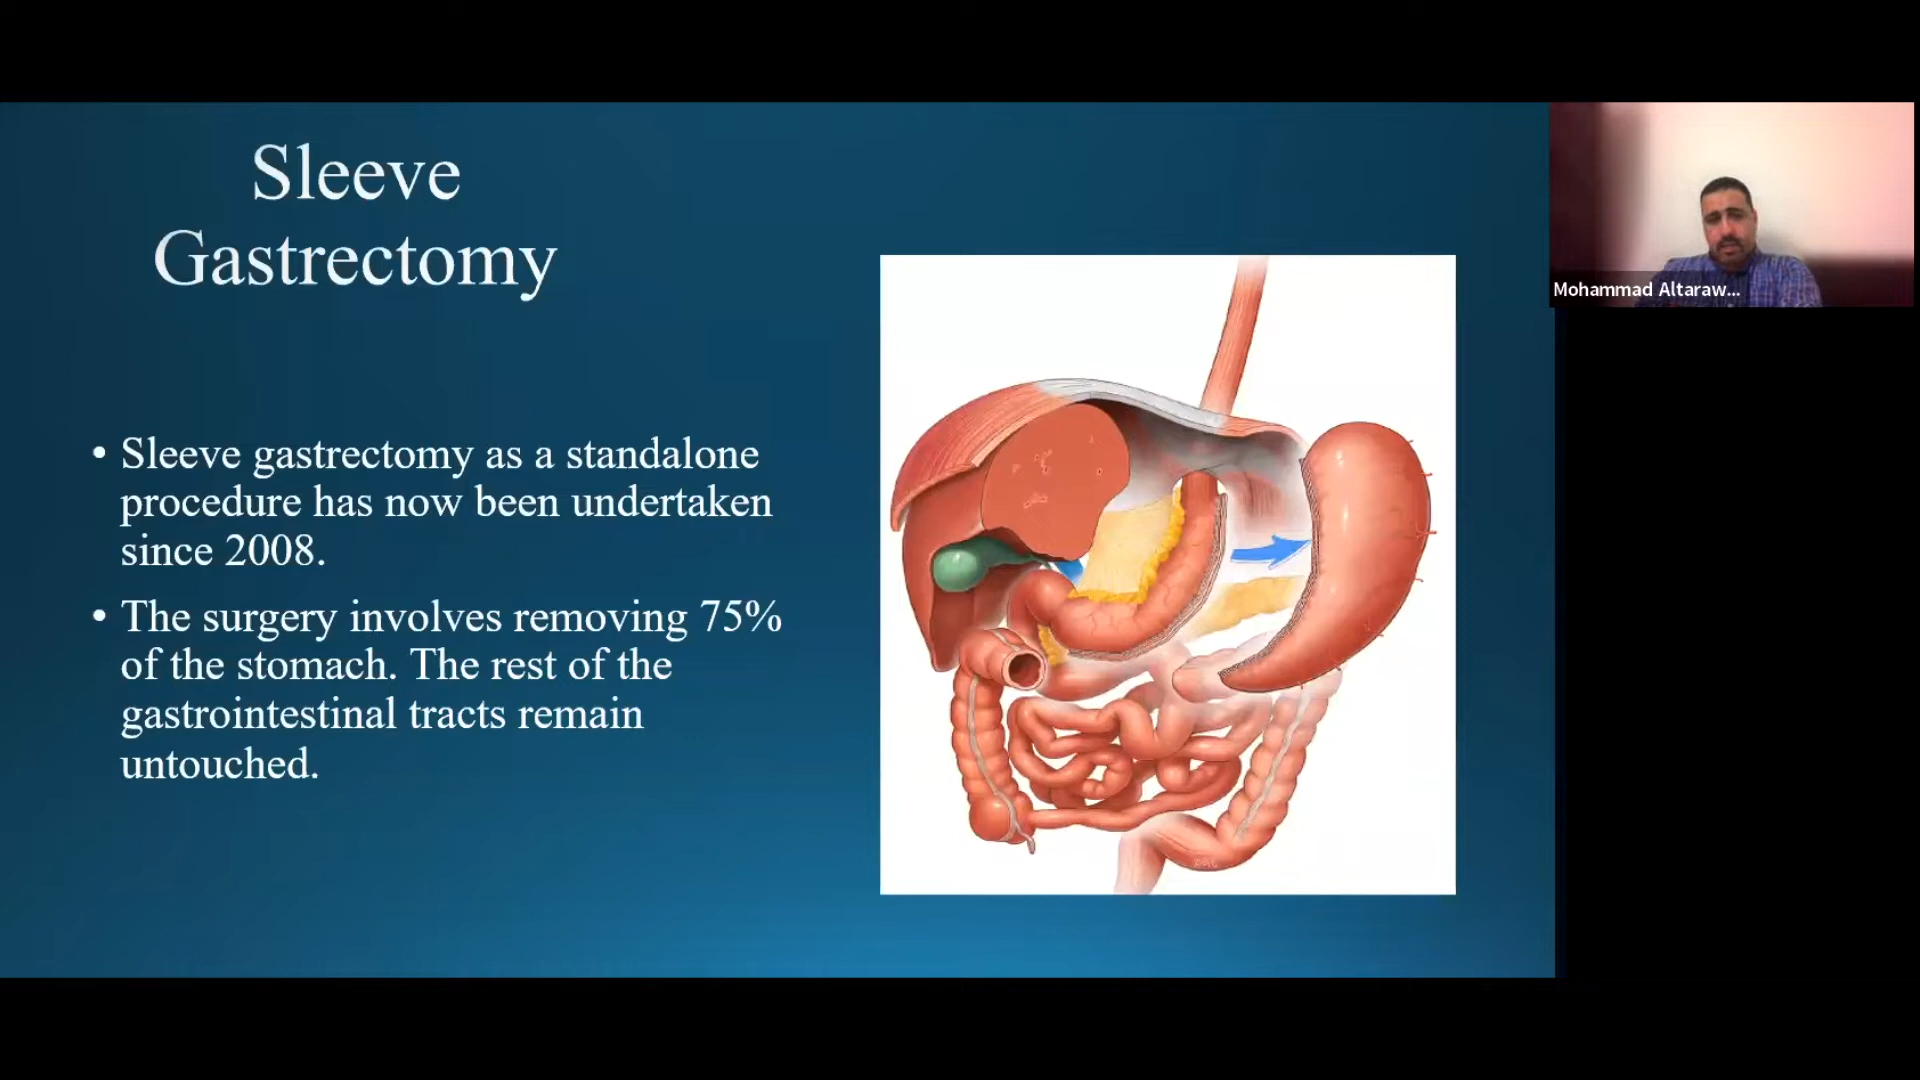 Sleeve
Gastrectomy
• Sleeve gastrectomy as a standalone
procedure has now been undertaken
since 2008.
• The surgery involves removing 75%
of the stomach. The rest of the
gastrointestinal tracts remain
untouched.
Mohammad Altaraw...